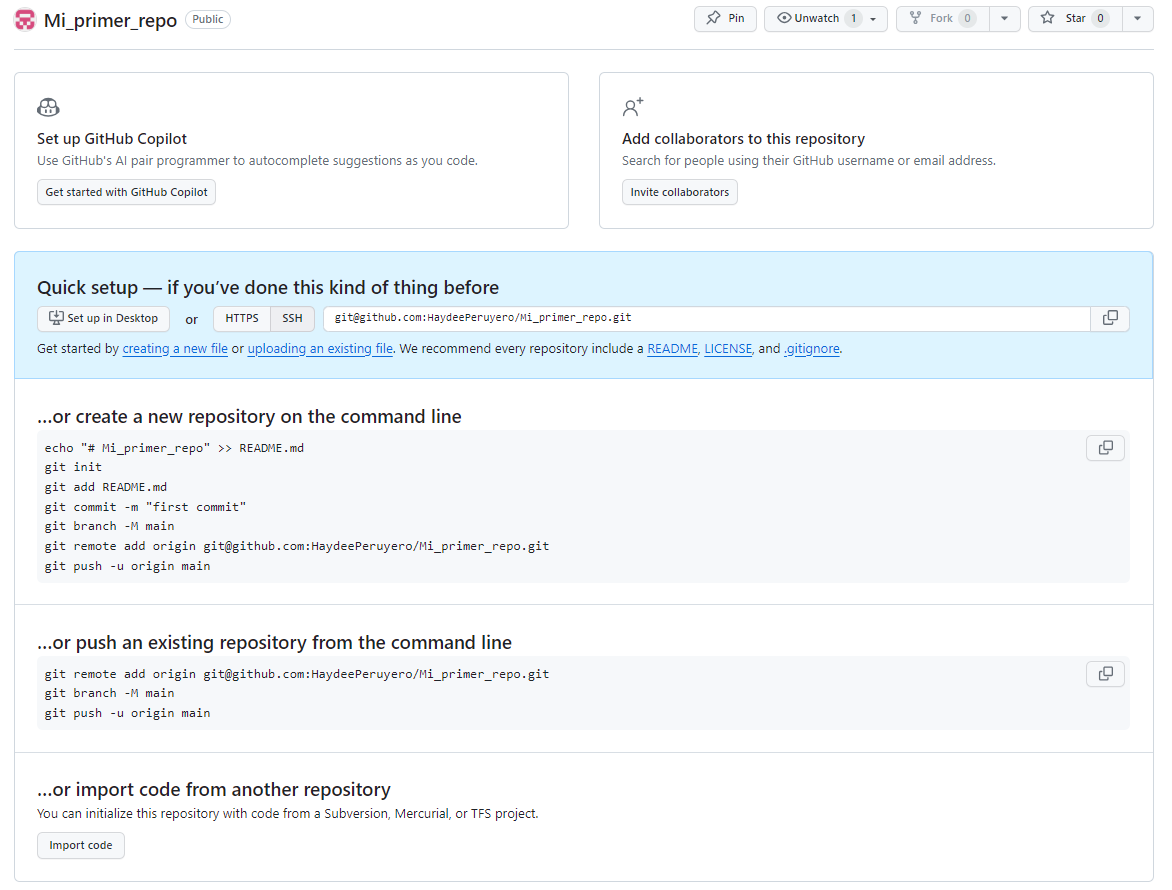 Mi_primer_repo Public Pin Unwatch 1 Fork 0 Star 0
Set up GitHub Copilot
Use GitHub's AI pair programmer to autocomplete suggestions as you code.
Get started with GitHub Copilot
Add collaborators to this repository
Search for people using their GitHub username or email address.
Invite collaborators
Quick setup — if you’ve done this kind of thing before
Set up in Desktop or HTTPS SSH git@github.com:HaydeePeruyero/Mi_primer_repo.git
Get started by creating a new file or uploading an existing file. We recommend every repository include a README, LICENSE, and .gitignore.
…or create a new repository on the command line
echo "# Mi_primer_repo" >> README.md
git init
git add README.md
git commit -m "first commit"
git branch -M main
git remote add origin git@github.com:HaydeePeruyero/Mi_primer_repo.git
git push -u origin main
…or push an existing repository from the command line
git remote add origin git@github.com:HaydeePeruyero/Mi_primer_repo.git
git branch -M main
git push -u origin main
…or import code from another repository
You can initialize this repository with code from a Subversion, Mercurial, or TFS project.
Import code